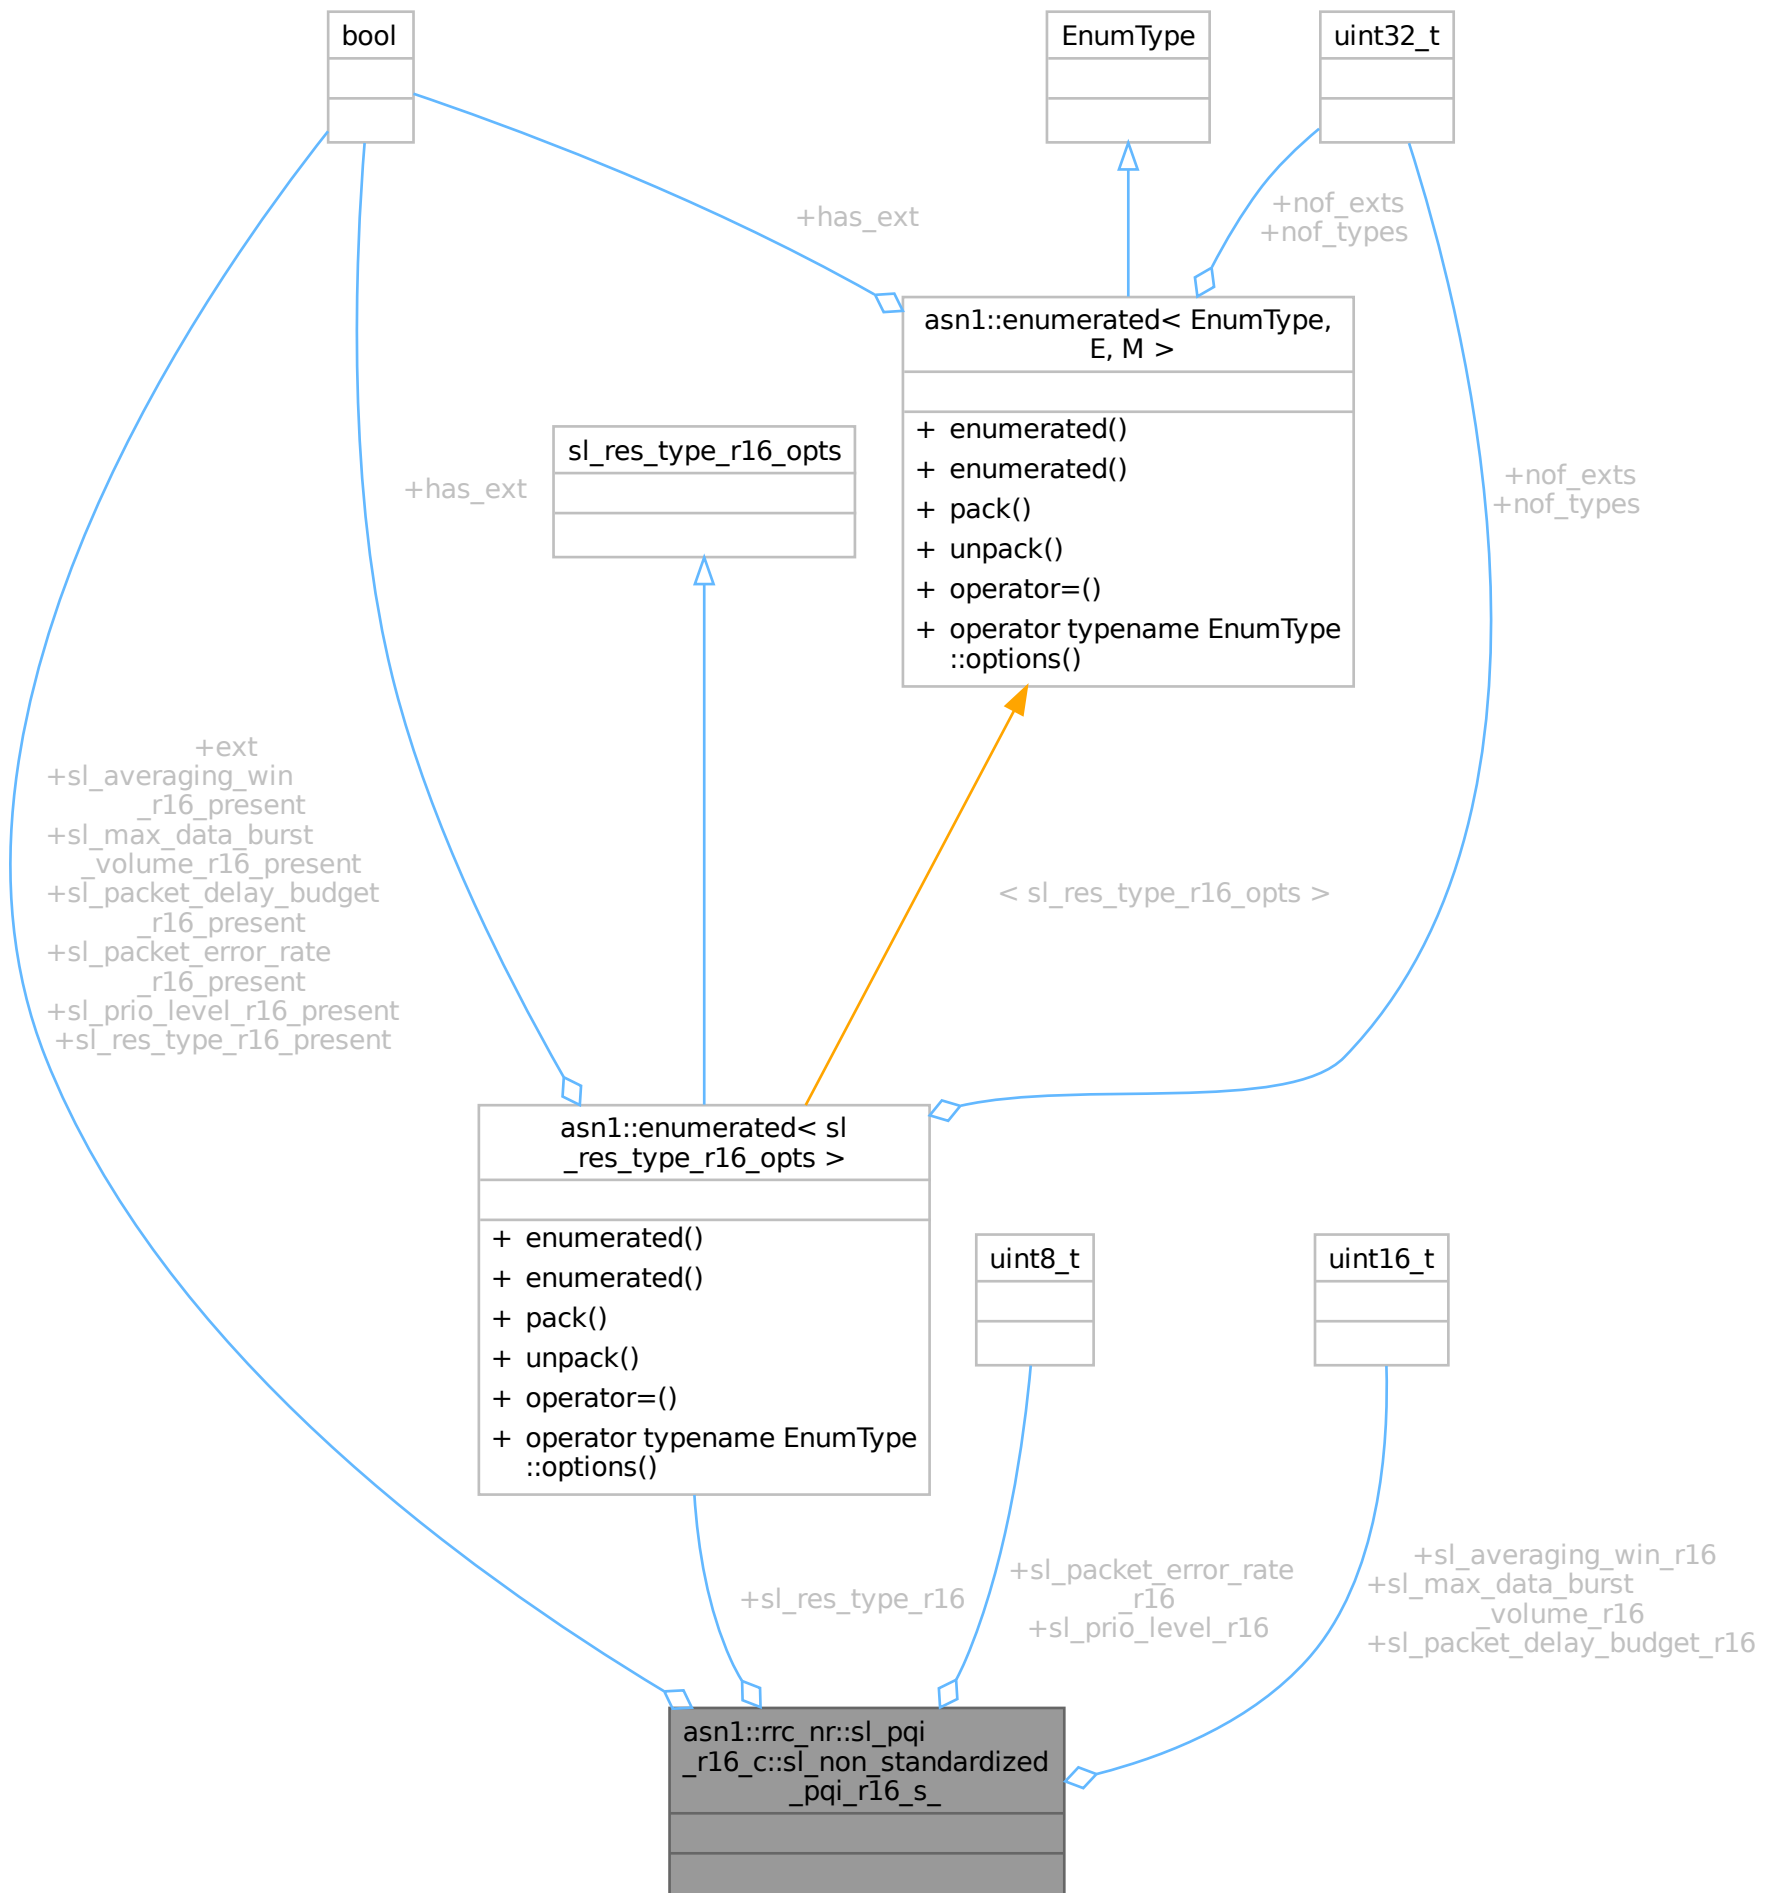 bool
EnumType
uint32_t
+has_ext
+nof_exts
+nof_types
asn1::enumerated< EnumType,
E, M >
+ enumerated()
+ enumerated()
+ pack()
+ unpack()
+ operator=()
+ operator typename EnumType
::options()
sl_res_type_r16_opts
+has_ext
+nof_exts
+nof_types
+ext
+sl_averaging_win
_r16_present
+sl_max_data_burst
_volume_r16_present
+sl_packet_delay_budget
_r16_present
+sl_packet_error_rate
_r16_present
+sl_prio_level_r16_present
+sl_res_type_r16_present
< sl_res_type_r16_opts >
asn1::enumerated< sl
_res_type_r16_opts >
+ enumerated()
+ enumerated()
+ pack()
+ unpack()
+ operator=()
+ operator typename EnumType
::options()
uint8_t
uint16_t
+sl_res_type_r16
+sl_packet_error_rate
_r16
+sl_prio_level_r16
+sl_averaging_win_r16
+sl_max_data_burst
_volume_r16
+sl_packet_delay_budget_r16
asn1::rrc_nr::sl_pqi
_r16_c::sl_non_standardized
_pqi_r16_s_